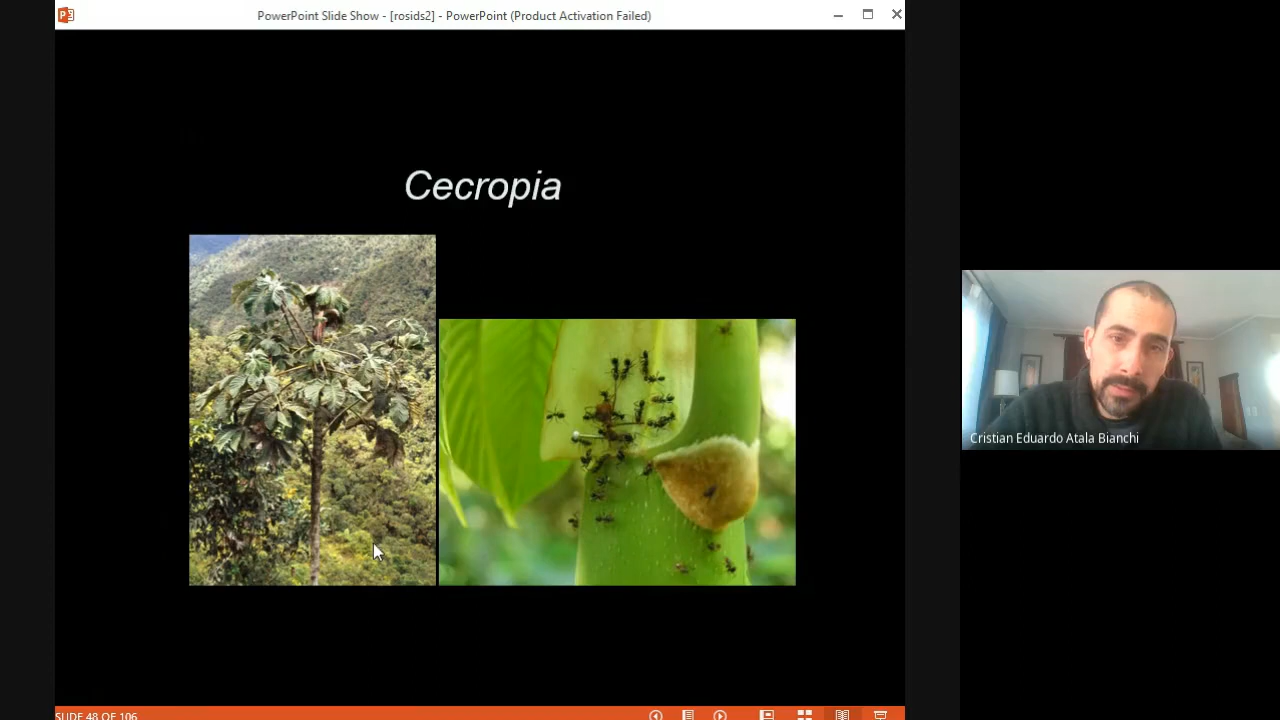 PowerPoint Slide Show - [rosids2] - PowerPoint (Product Activation Failed)
Cecropia
Cristian Eduardo Atala Bianchi
SLIDE 48 OF 106